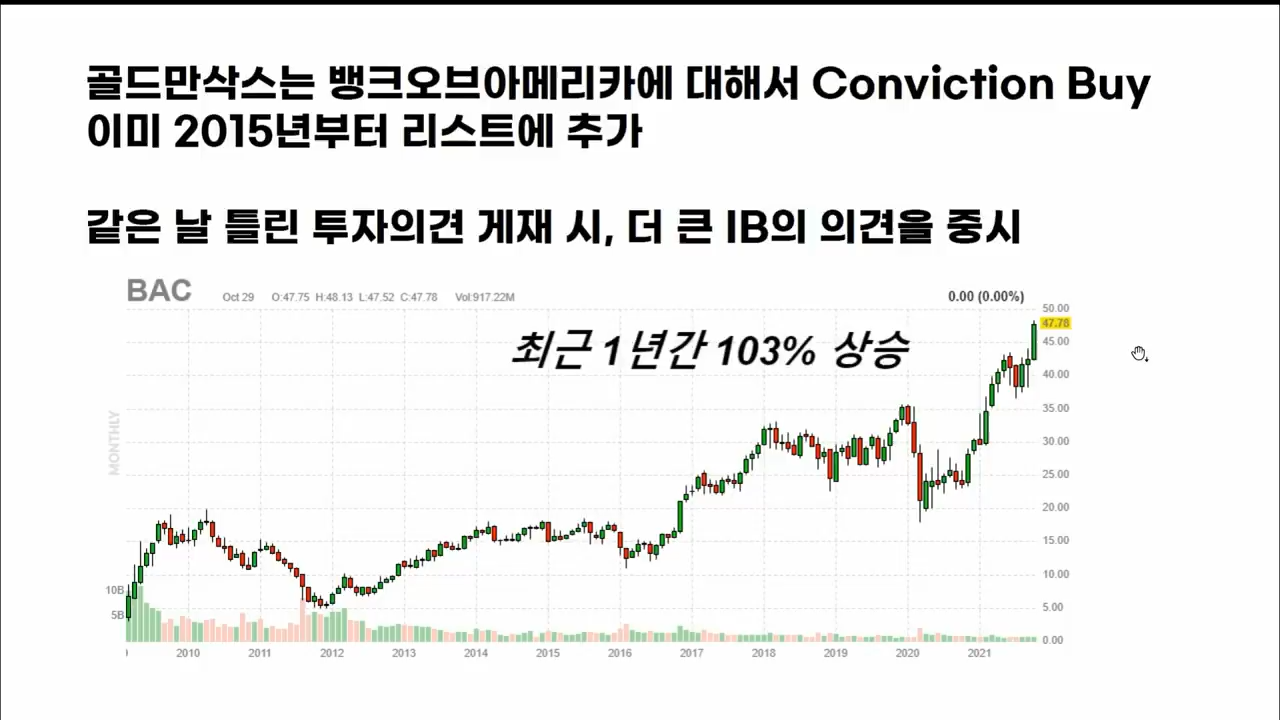 골드만삭스는 뱅크오브아메리카에 대해서 Conviction Buy
이미 2015년부터 리스트에 추가
같은 날 틀린 투자의견 게재 시, 더 큰 IB의 의견을 중시
BAC Oct 29 O:47.75 H:48.13 L:47.52 C:47.78 Vol:917.22M 0.00 (0.00%)
최근 1년간 103% 상승
50.00
47.78
45.00
40.00
35.00
30.00
25.00
20.00
15.00
10.00
5.00
0.00
MONTHLY
10B
5B
2010 2011 2012 2013 2014 2015 2016 2017 2018 2019 2020 2021